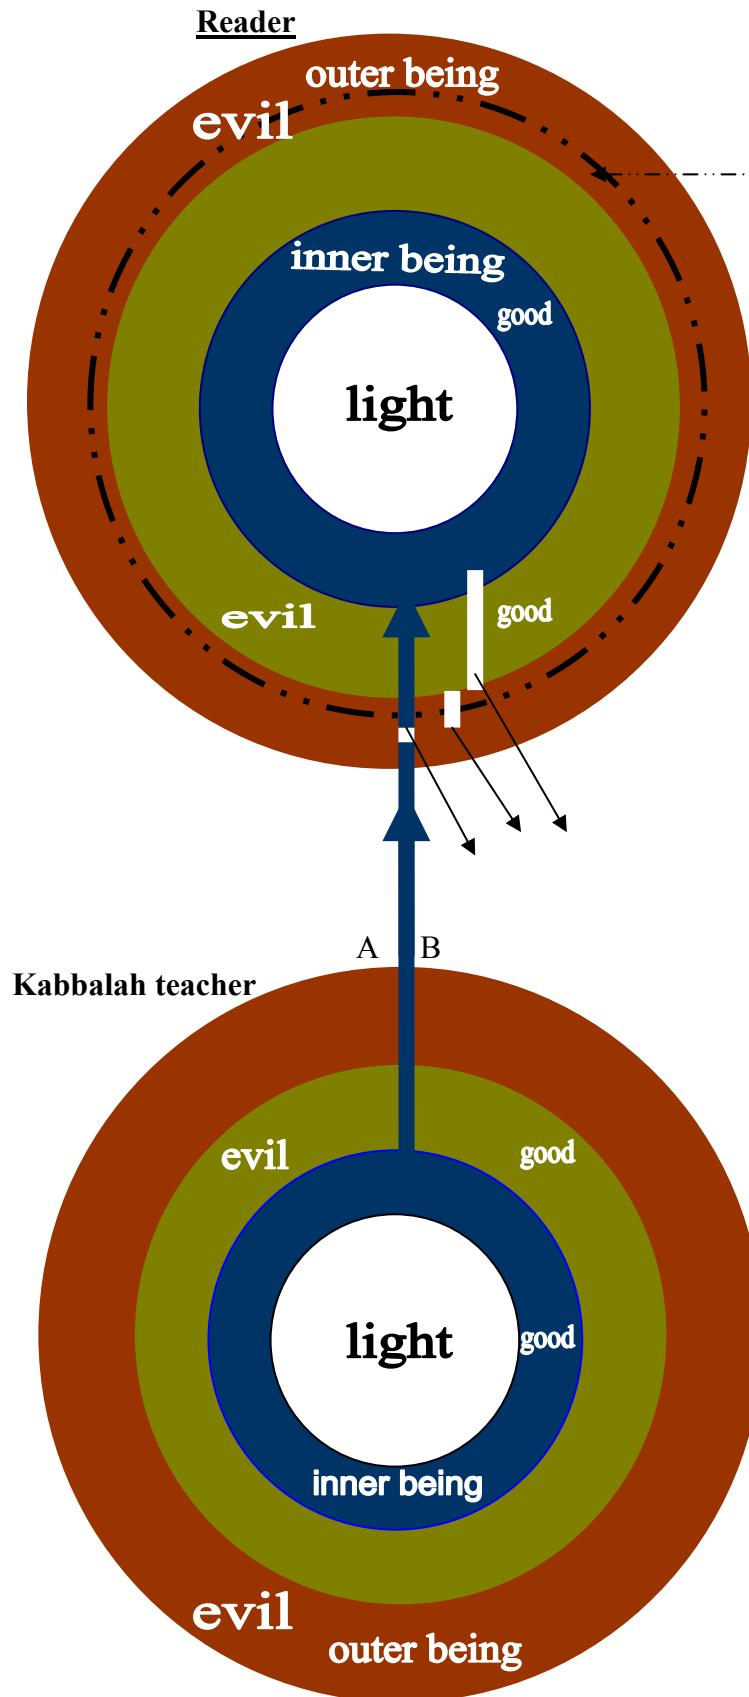 Reader
outer being
evil
inner being
good
light
evil
good
A B
Kabbalah teacher
evil
good
light
good
inner being
evil
outer being